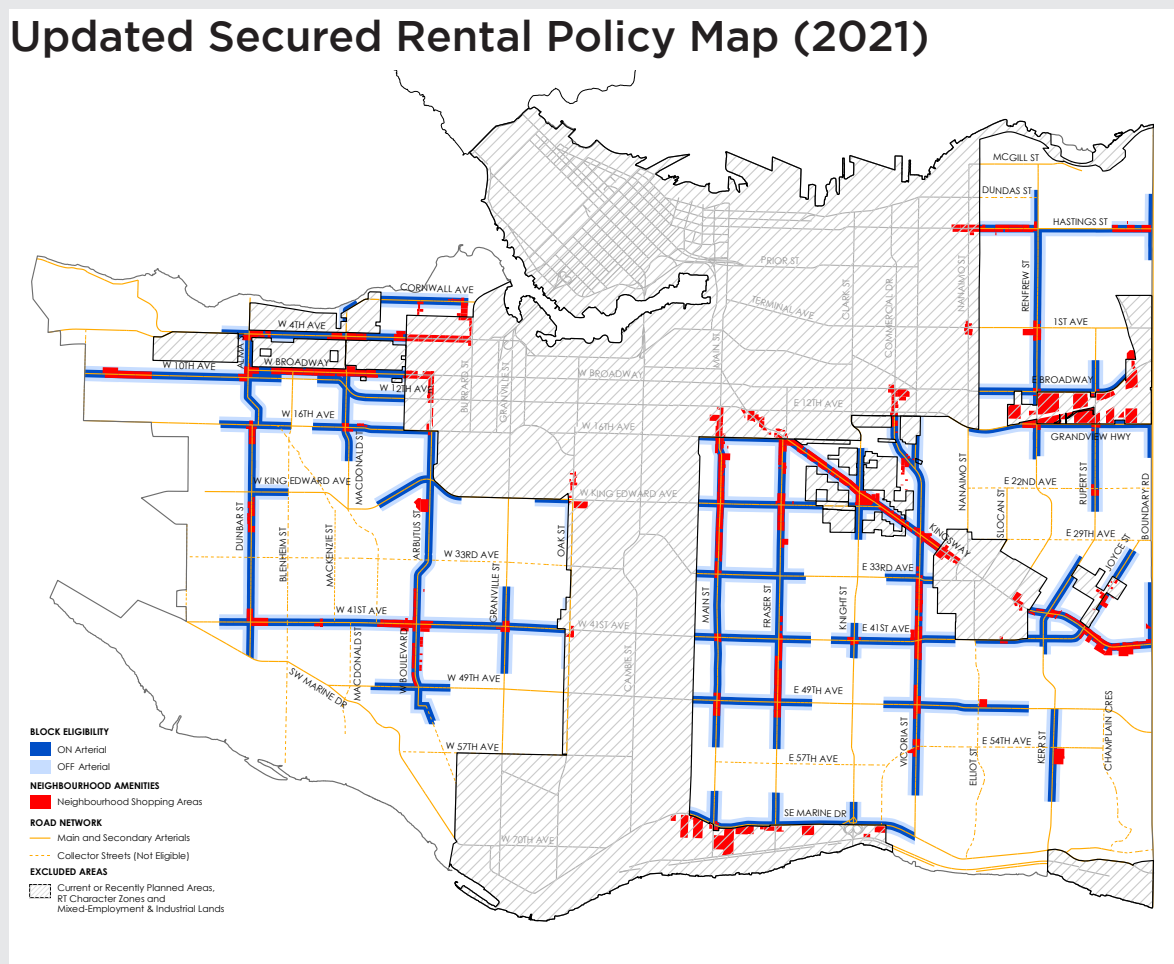 Updated Secured Rental Policy Map (2021)
MCGILL ST
DUNDAS ST
HASTINGS ST
PRIOR ST
NANAIMO ST
RENFREW ST
CLARK ST
COMMERCIAL DR
TERMINAL AVE
CORNWALL AVE
1ST AVE
W 4TH AVE
MAIN ST
ALMA ST
W BROADWAY
W 10TH AVE
W BROADWAY
E BROADWAY
BURRARD ST
GRANVILLE ST
W 12TH AVE
E 12TH AVE
W 16TH AVE
W 16TH AVE
GRANDVIEW HWY
MACDONALD ST
W KING EDWARD AVE
W KING EDWARD AVE
NANAIMO ST
SLOCAN ST
E 22ND AVE
RUPERT ST
BOUNDARY RD
DUNBAR ST
BLENHEIM ST
MACKENZIE ST
ARBUTUS ST
OAK ST
KINGSWAY
E 29TH AVE
JOYCE ST
W 33RD AVE
E 33RD AVE
GRANVILLE ST
MAIN ST
FRASER ST
KNIGHT ST
W 41ST AVE
W 41ST AVE
E 41ST AVE
MACDONALD ST
W BOULEVARD
CAMBIE ST
SW MARINE DR
W 49TH AVE
E 49TH AVE
VICTORIA ST
ELLIOT ST
KERR ST
CHAMPLAIN CRES
E 54TH AVE
W 57TH AVE
E 57TH AVE
SE MARINE DR
W 70TH AVE
BLOCK ELIGIBILITY
ON Arterial
OFF Arterial
NEIGHBOURHOOD AMENITIES
Neighbourhood Shopping Areas
ROAD NETWORK
Main and Secondary Arterials
Collector Streets (Not Eligible)
EXCLUDED AREAS
Current or Recently Planned Areas,
RT Character Zones and
Mixed-Employment & Industrial Lands